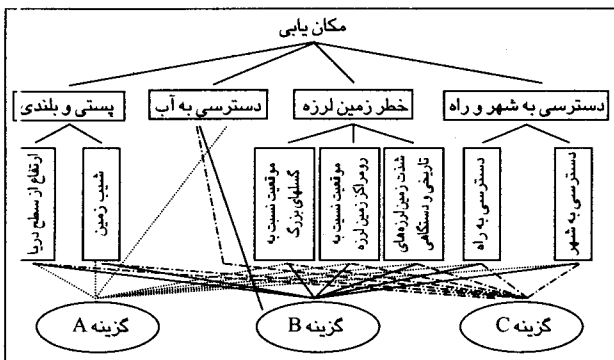 مکان یابی
دسترسی به شهر و راه
خطر زمین لرزه
دسترسی به آب
پستی و بلندی
دسترسی به شهر
دسترسی به راه
شدت زمین لرزه‌های
تاریخی و دستگاهی
موقعیت نسبت به
رومراکز زمین لرزه
موقعیت نسبت به
گسلهای بزرگ
شیب زمین
ارتفاع از سطح دریا
گزینه C
گزینه B
گزینه A